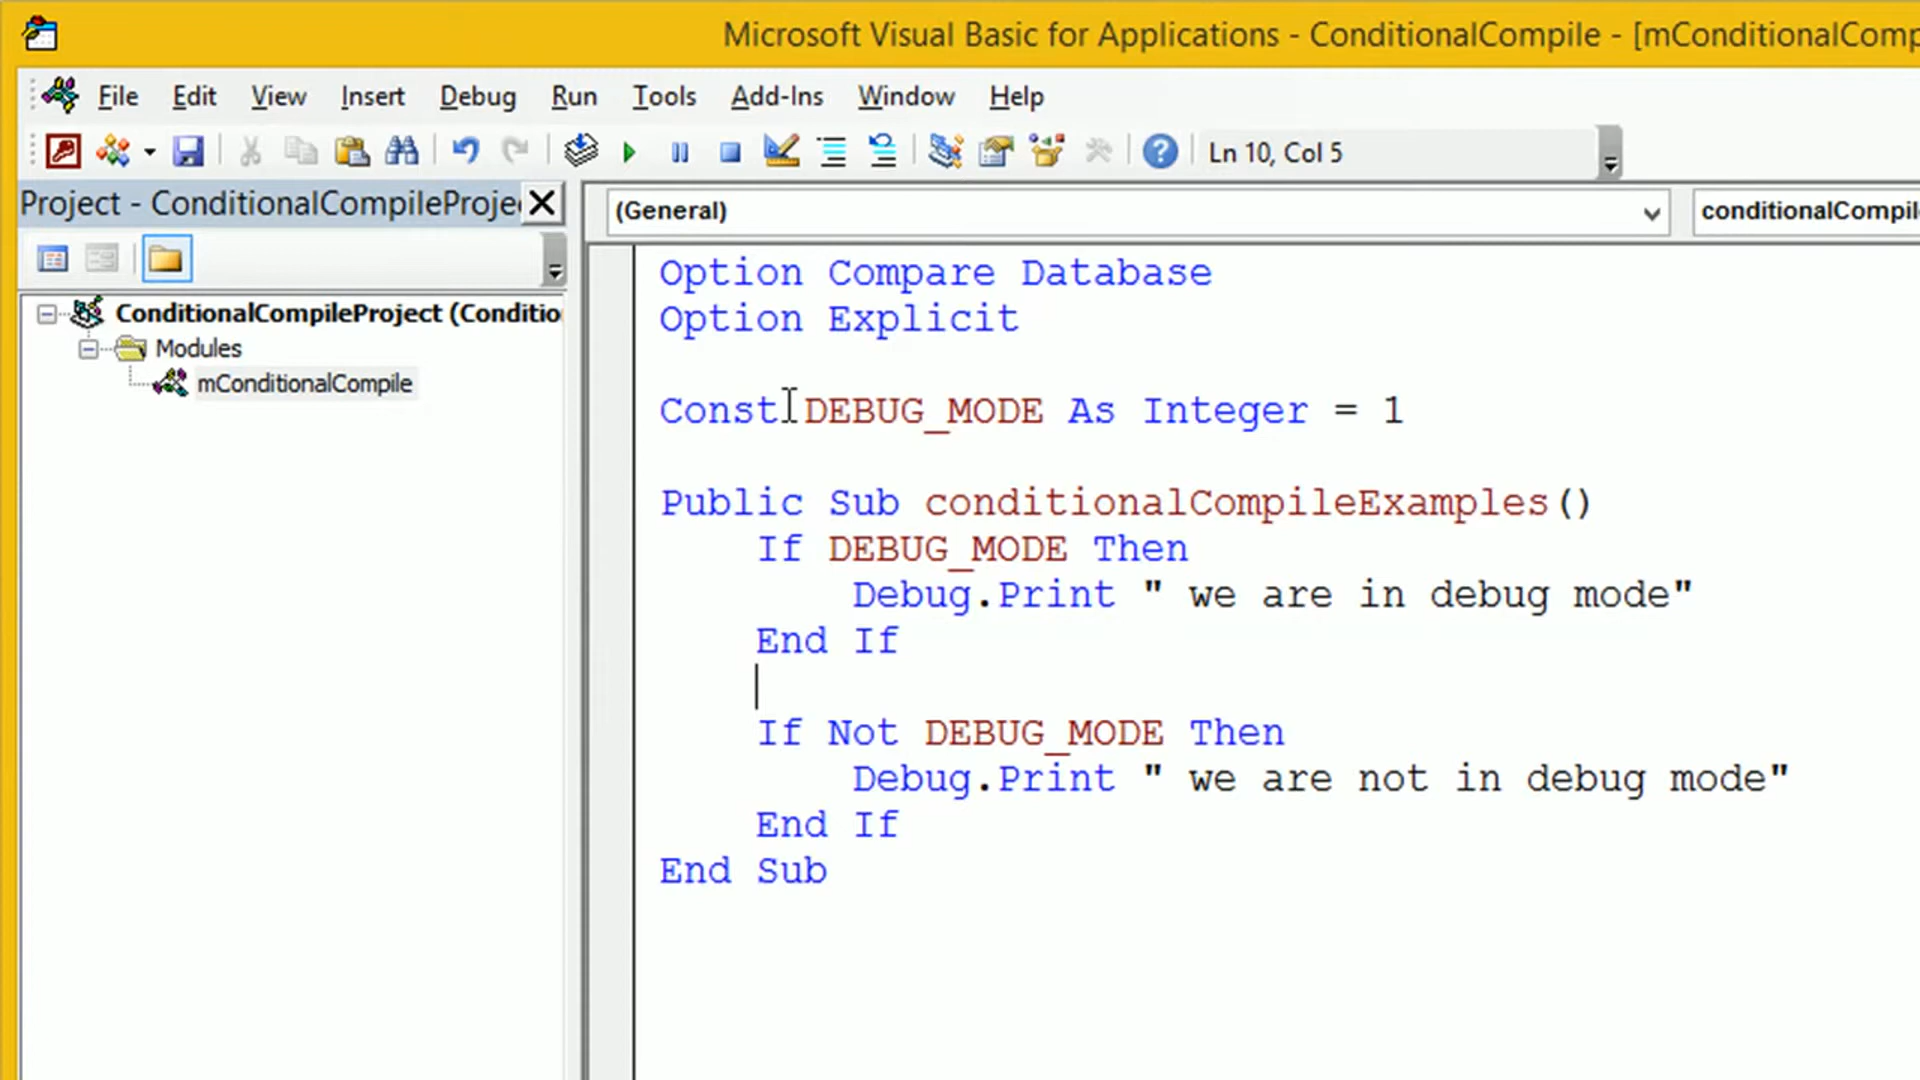 Microsoft Visual Basic for Applications - ConditionalCompile - [mConditionalComp
File Edit View Insert Debug Run Tools Add-Ins Window Help
Ln 10, Col 5
Project - ConditionalCompileProje
(General)
conditionalCompil
ConditionalCompileProject (Conditio
Modules
mConditionalCompile
Option Compare Database
Option Explicit
Const DEBUG_MODE As Integer = 1
Public Sub conditionalCompileExamples()
If DEBUG_MODE Then
Debug.Print " we are in debug mode"
End If
If Not DEBUG_MODE Then
Debug.Print " we are not in debug mode"
End If
End Sub